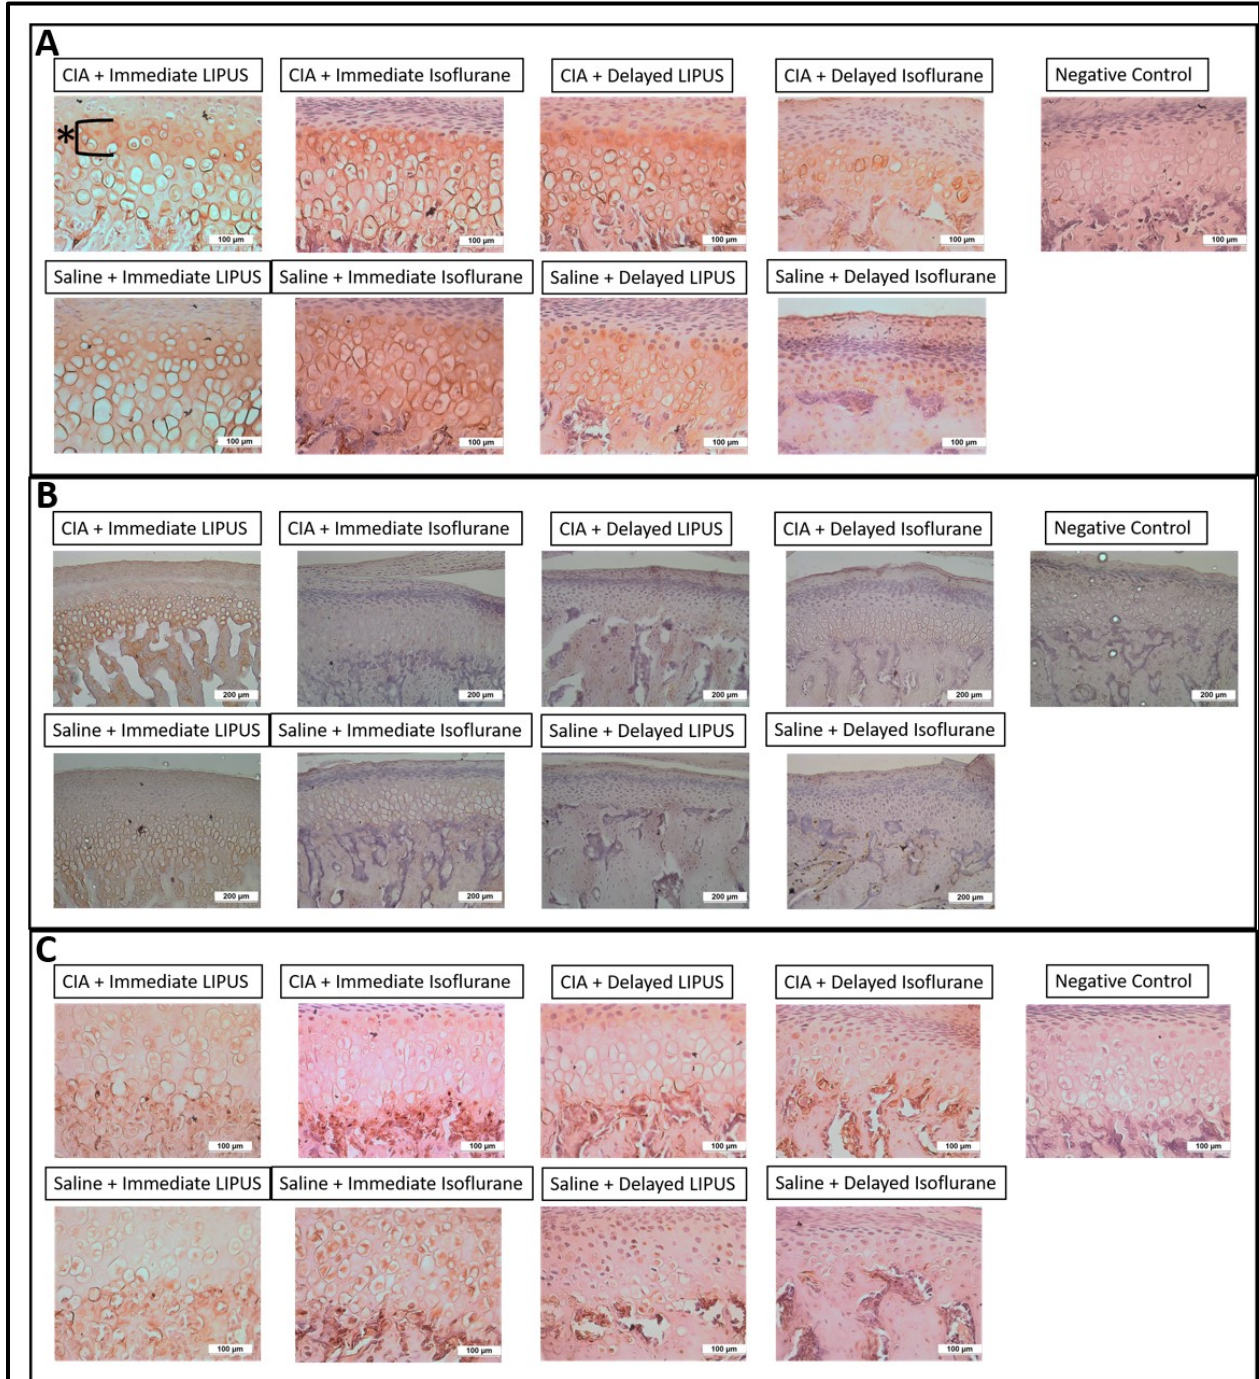 A
CIA + Immediate LIPUS
CIA + Immediate Isoflurane
CIA + Delayed LIPUS
CIA + Delayed Isoflurane
Negative Control
*
100 µm
100 µm
100 µm
100 µm
100 µm
Saline + Immediate LIPUS
Saline + Immediate Isoflurane
Saline + Delayed LIPUS
Saline + Delayed Isoflurane
100 µm
100 µm
100 µm
100 µm
B
CIA + Immediate LIPUS
CIA + Immediate Isoflurane
CIA + Delayed LIPUS
CIA + Delayed Isoflurane
Negative Control
200 µm
200 µm
200 µm
200 µm
200 µm
Saline + Immediate LIPUS
Saline + Immediate Isoflurane
Saline + Delayed LIPUS
Saline + Delayed Isoflurane
200 µm
200 µm
200 µm
200 µm
C
CIA + Immediate LIPUS
CIA + Immediate Isoflurane
CIA + Delayed LIPUS
CIA + Delayed Isoflurane
Negative Control
100 µm
100 µm
100 µm
100 µm
100 µm
Saline + Immediate LIPUS
Saline + Immediate Isoflurane
Saline + Delayed LIPUS
Saline + Delayed Isoflurane
100 µm
100 µm
100 µm
100 µm